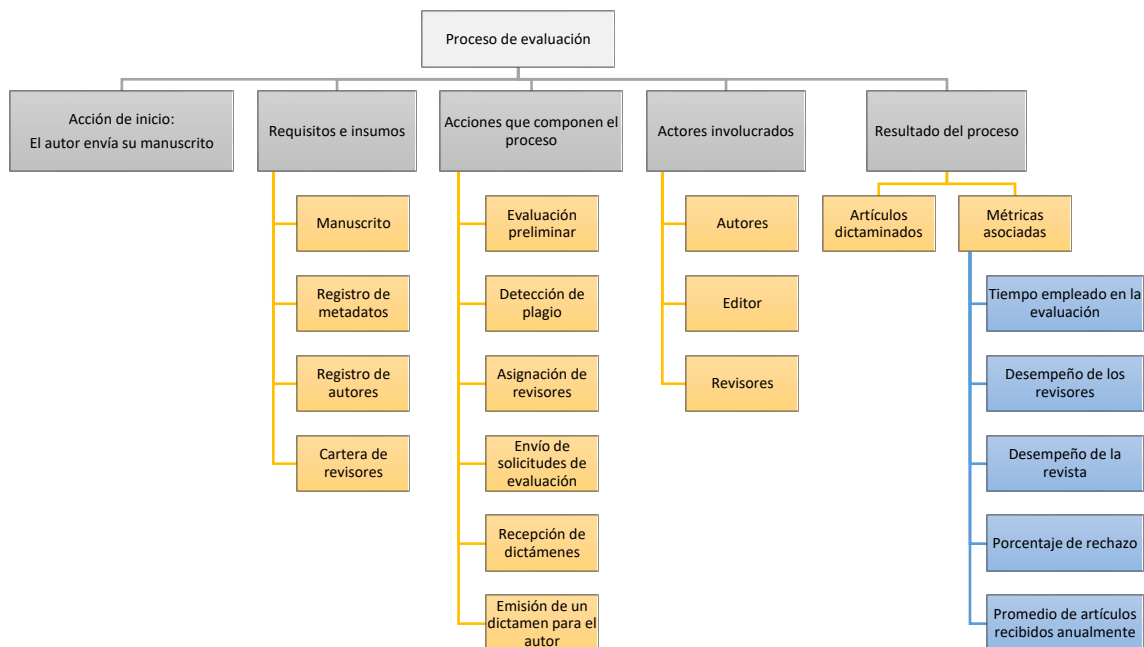 Proceso de evaluación
Acción de inicio:
El autor envía su manuscrito
Requisitos e insumos
Manuscrito
Registro de
metadatos
Registro de
autores
Cartera de
revisores
Acciones que componen el
proceso
Evaluación
preliminar
Detección de
plagio
Asignación de
revisores
Envío de
solicitudes de
evaluación
Recepción de
dictámenes
Emisión de un
dictamen para el
autor
Actores involucrados
Autores
Editor
Revisores
Resultado del proceso
Artículos
dictaminados
Métricas
asociadas
Tiempo empleado en la
evaluación
Desempeño de los
revisores
Desempeño de la
revista
Porcentaje de rechazo
Promedio de artículos
recibidos anualmente